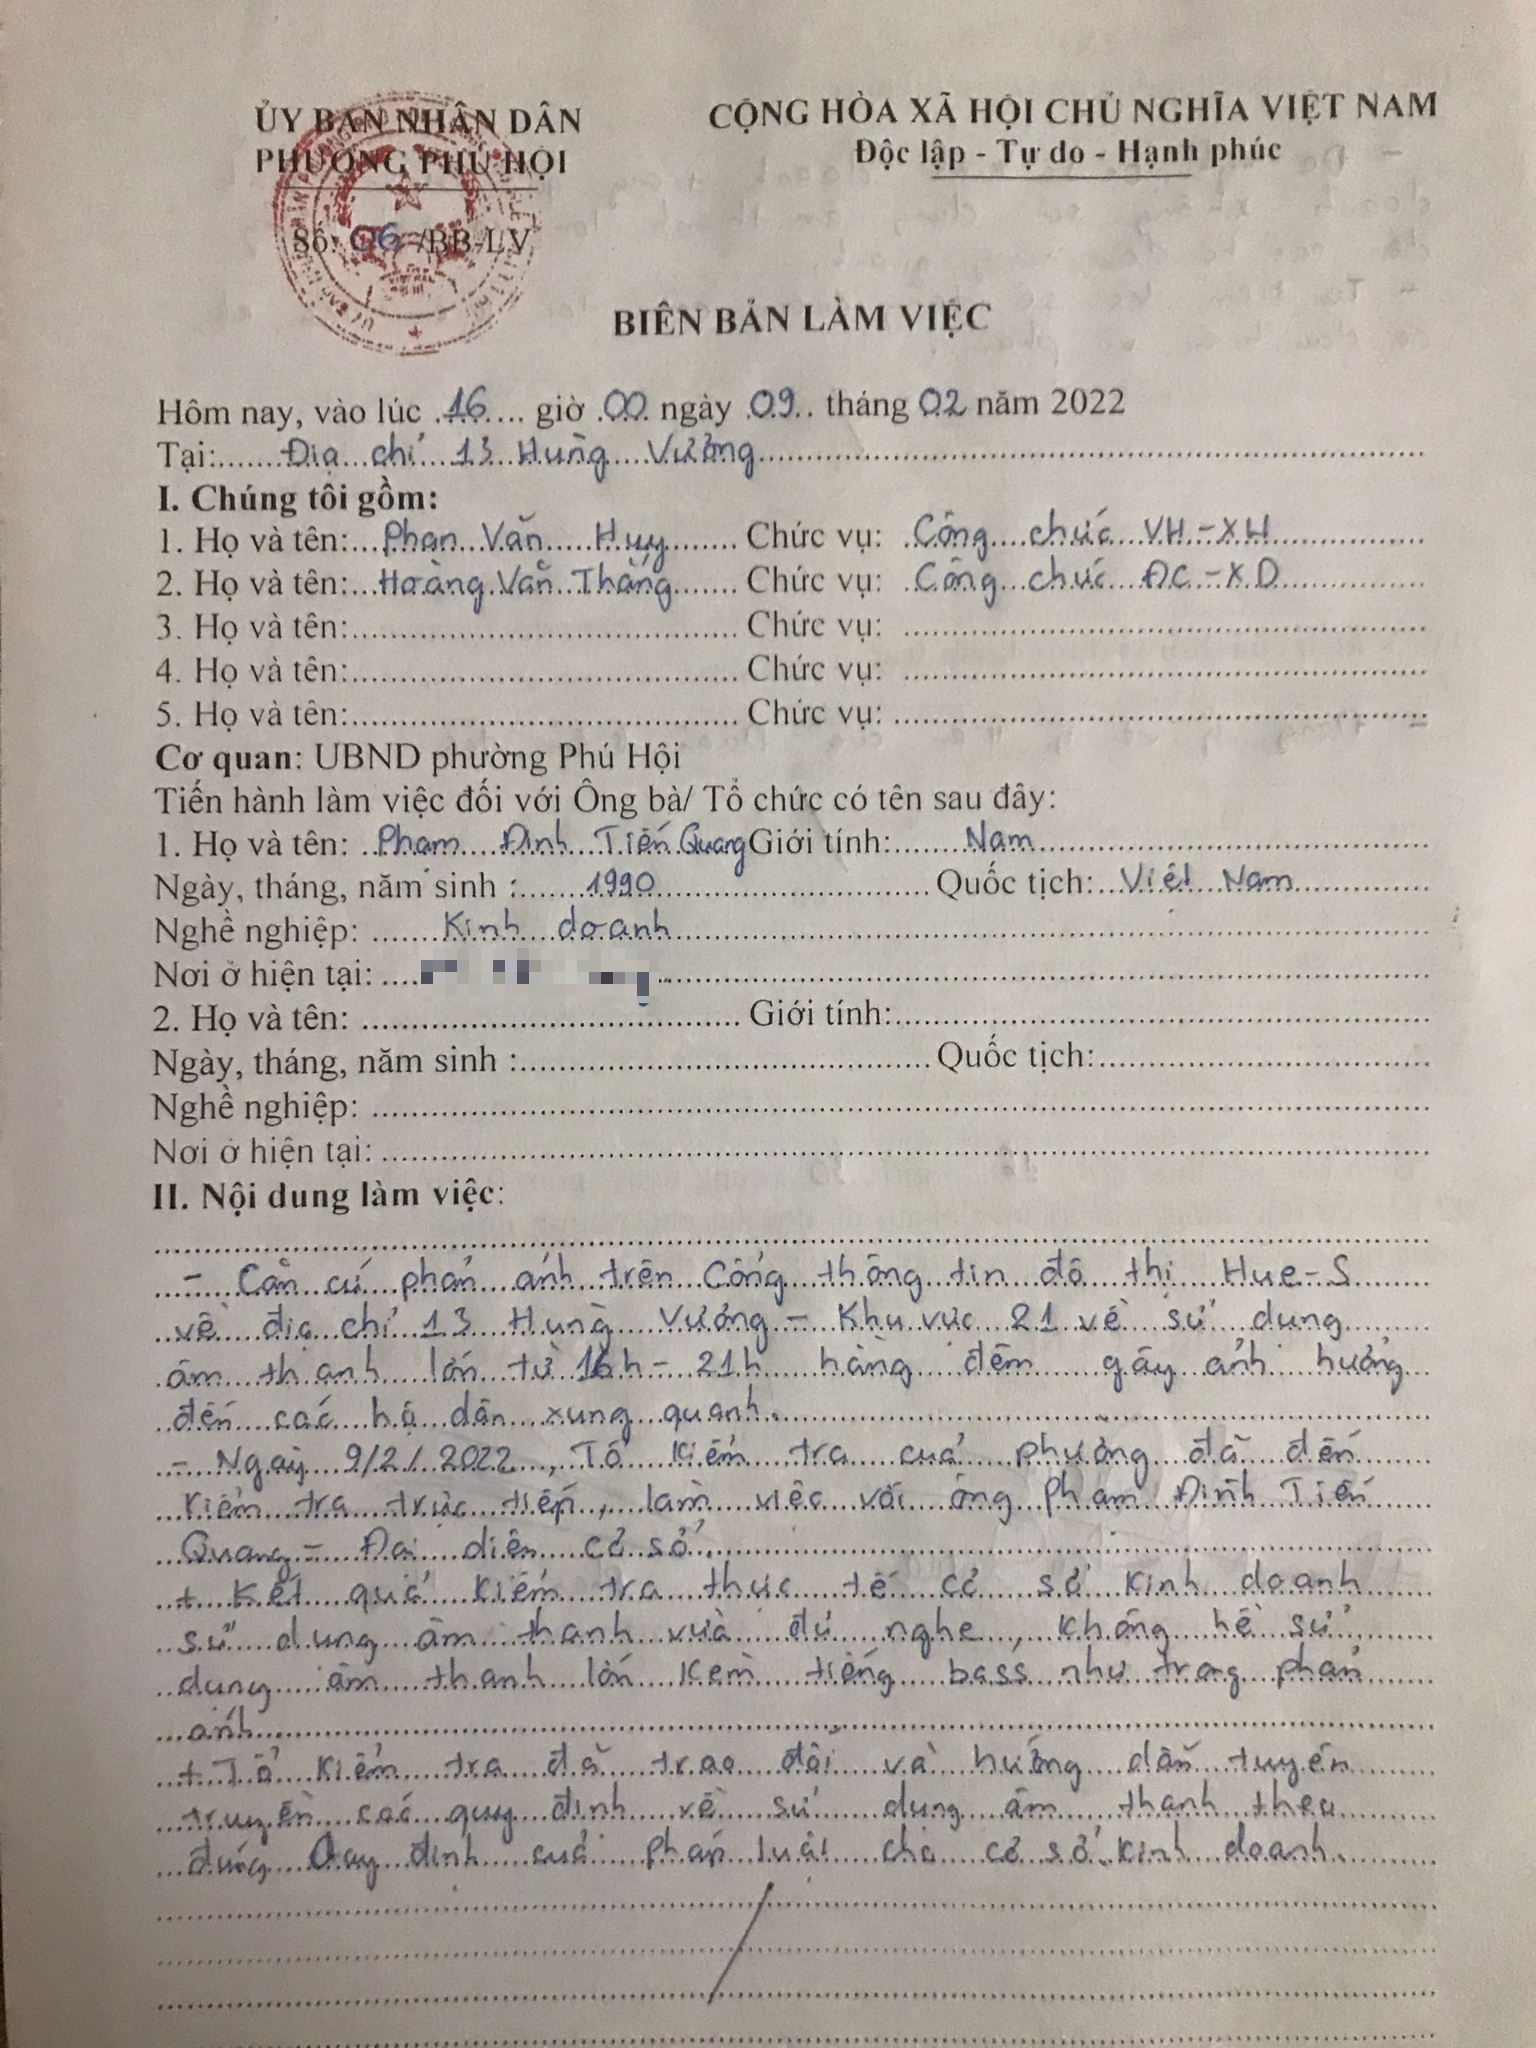 ỦY BAN NHÂN DÂN
PHƯỜNG PHÚ HỘI
CỘNG HÒA XÃ HỘI CHỦ NGHĨA VIỆT NAM
Độc lập - Tự do - Hạnh phúc
Số: 06 /BB-LV
BIÊN BẢN LÀM VIỆC
Hôm nay, vào lúc 16 giờ 00 ngày 09 tháng 02 năm 2022
Tại: Địa chỉ 13 Hùng Vương
I. Chúng tôi gồm:
1. Họ và tên: Phan Văn Huy Chức vụ: Công chức VH-XH
2. Họ và tên: Hoàng Văn Thắng Chức vụ: Công chức ĐC-XD
3. Họ và tên: Chức vụ:
4. Họ và tên: Chức vụ:
5. Họ và tên: Chức vụ:
Cơ quan: UBND phường Phú Hội
Tiến hành làm việc đối với Ông bà/ Tổ chức có tên sau đây:
1. Họ và tên: Phạm Đình Tiến Quang Giới tính: Nam
Ngày, tháng, năm sinh : 1990 Quốc tịch: Việt Nam
Nghề nghiệp: Kinh doanh
Nơi ở hiện tại:
2. Họ và tên: Giới tính:
Ngày, tháng, năm sinh : Quốc tịch:
Nghề nghiệp:
Nơi ở hiện tại:
II. Nội dung làm việc:
- Căn cứ phản ánh trên Cổng thông tin đô thị Hue-S
về địa chỉ 13 Hùng Vương - Khu vực 21 về sử dụng
âm thanh lớn từ 16h - 21h hàng đêm gây ảnh hưởng
đến các hộ dân xung quanh.
- Ngày 9/2/2022, Tổ kiểm tra của phường đã đến
kiểm tra trực tiếp, làm việc với ông Phạm Đình Tiến
Quang - Đại diện cơ sở.
+ Kết quả kiểm tra thực tế cơ sở kinh doanh
sử dụng âm thanh vừa đủ nghe, không hề sử
dụng âm thanh lớn kèm tiếng bass như trong phản
ánh.
+ Tổ kiểm tra đã trao đổi và hướng dẫn tuyên
truyền các quy định về sử dụng âm thanh theo
đúng Quy định của pháp luật cho cơ sở kinh doanh.